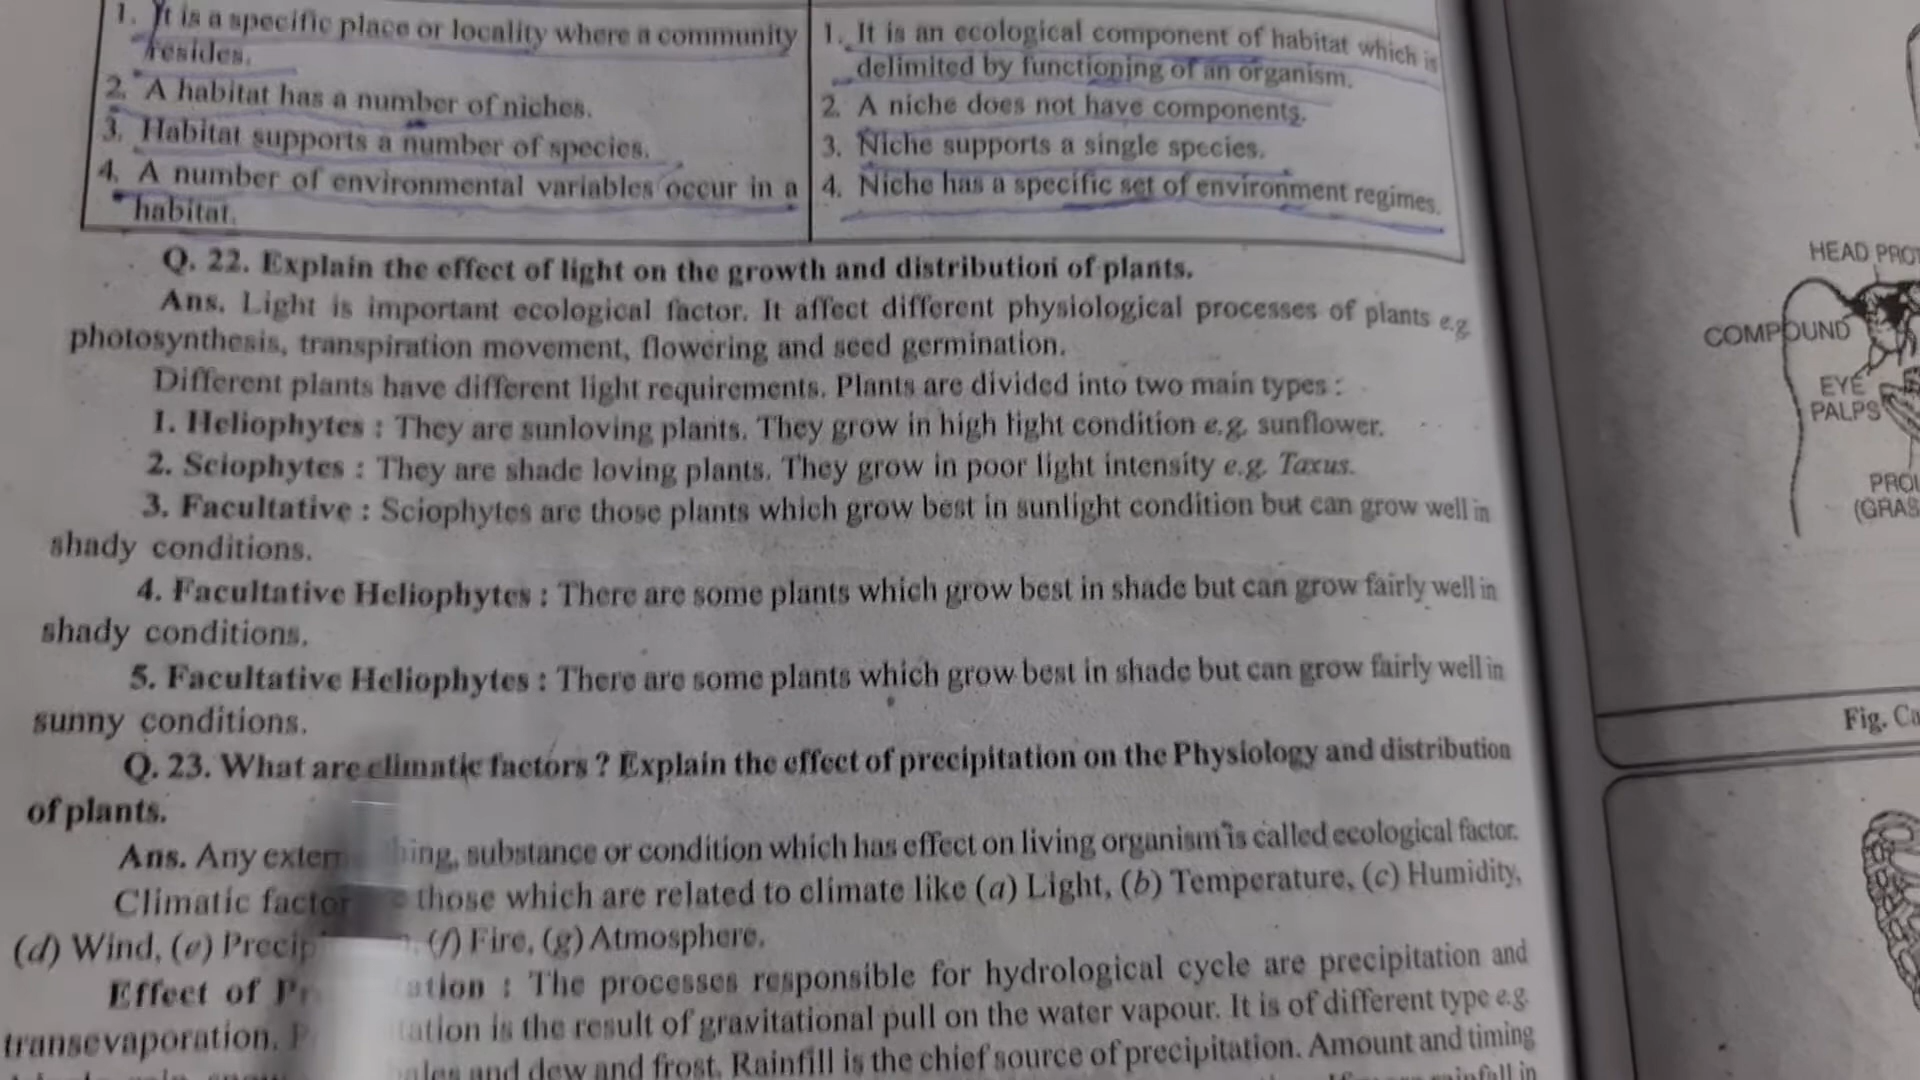 1. It is a specific place or locality where a community
resides.
2. A habitat has a number of niches.
3. Habitat supports a number of species.
4. A number of environmental variables occur in a
habitat.
1. It is an ecological component of habitat which is
delimited by functioning of an organism.
2. A niche does not have components.
3. Niche supports a single species.
4. Niche has a specific set of environment regimes.
Q. 22. Explain the effect of light on the growth and distribution of plants.
Ans. Light is important ecological factor. It affect different physiological processes of plants e.g.
photosynthesis, transpiration movement, flowering and seed germination.
Different plants have different light requirements. Plants are divided into two main types :
1. Heliophytes : They are sunloving plants. They grow in high light condition e.g. sunflower.
2. Sciophytes : They are shade loving plants. They grow in poor light intensity e.g. Taxus.
3. Facultative : Sciophytes are those plants which grow best in sunlight condition but can grow well in
shady conditions.
4. Facultative Heliophytes : There are some plants which grow best in shade but can grow fairly well in
shady conditions.
5. Facultative Heliophytes : There are some plants which grow best in shade but can grow fairly well in
sunny conditions.
Q. 23. What are climatic factors ? Explain the effect of precipitation on the Physiology and distribution
of plants.
Ans. Any extern hing, substance or condition which has effect on living organism is called ecological factor.
Climatic factor those which are related to climate like (a) Light, (b) Temperature, (c) Humidity,
(d) Wind, (e) Precip (f) Fire, (g) Atmosphere.
Effect of Pr ation : The processes responsible for hydrological cycle are precipitation and
transevaporation. P tation is the result of gravitational pull on the water vapour. It is of different type e.g.
and dew and frost. Rainfill is the chief source of precipitation. Amount and timing
rainfall in
HEAD PROT
COMPOUND
EYE
PALPS
PROL
(GRAS
Fig. Ca